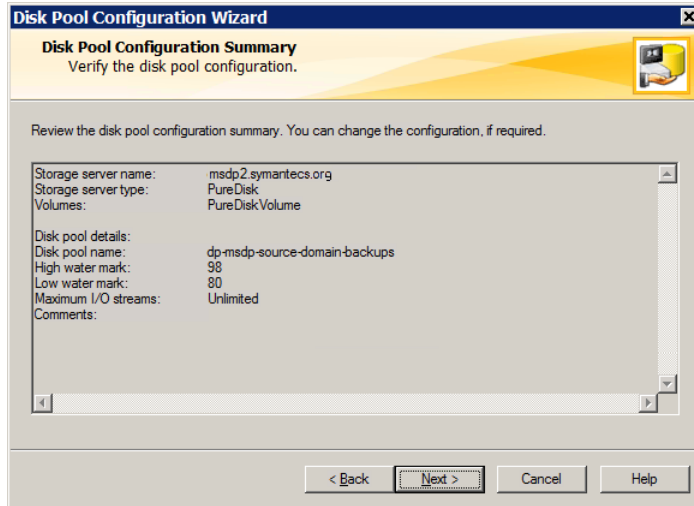 Disk Pool Configuration Wizard
Disk Pool Configuration Summary
Verify the disk pool configuration.
Review the disk pool configuration summary. You can change the configuration, if required.
Storage server name: msdp2.symantecs.org
Storage server type: PureDisk
Volumes: PureDiskVolume
Disk pool details:
Disk pool name: dp-msdp-source-domain-backups
High water mark: 98
Low water mark: 80
Maximum I/O streams: Unlimited
Comments:
< Back Next > Cancel Help